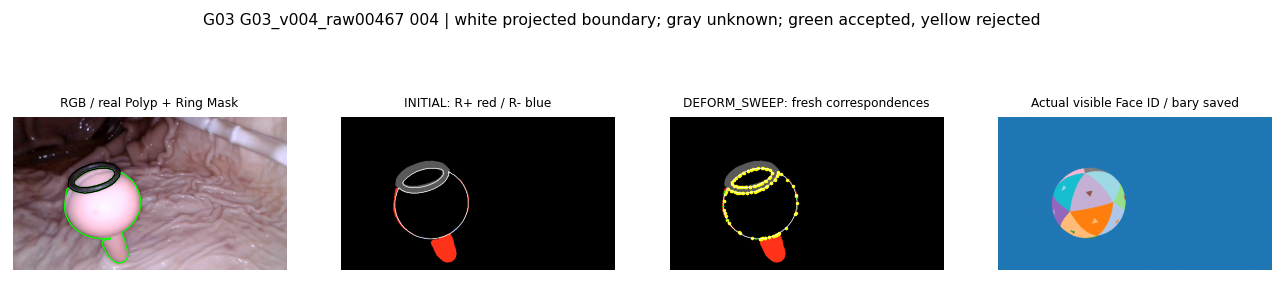 G03 G03_v004_raw00467 004 | white projected boundary; gray unknown; green accepted, yellow rejected
RGB / real Polyp + Ring Mask
INITIAL: R+ red / R- blue
DEFORM_SWEEP: fresh correspondences
Actual visible Face ID / bary saved